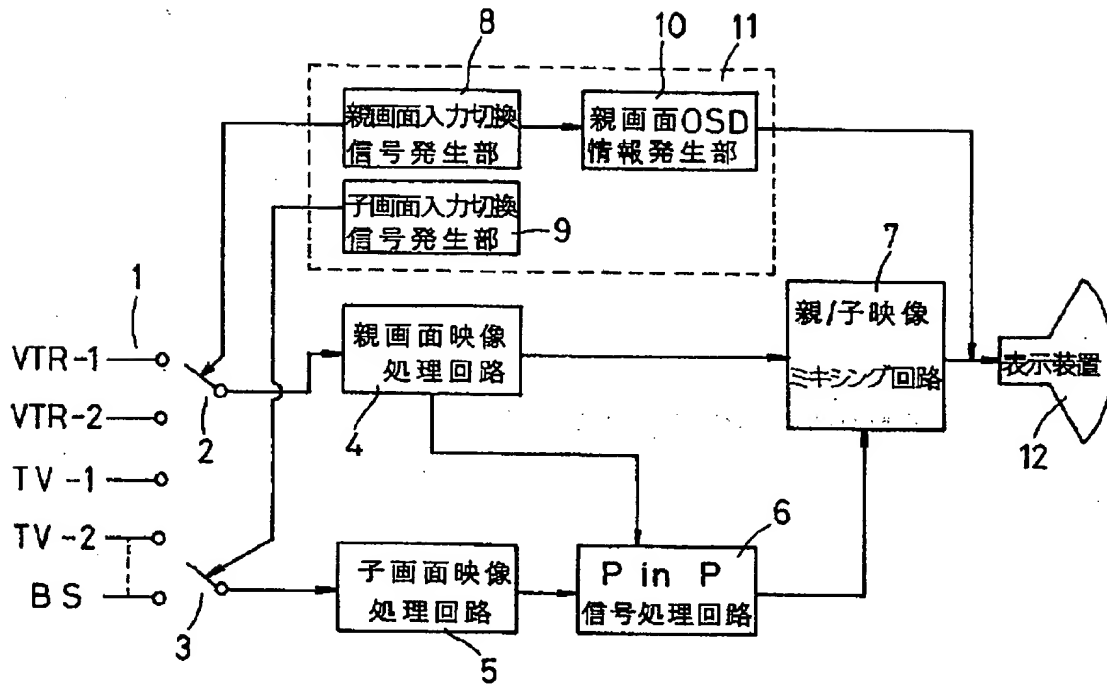 8
10
11
親画面入力切換
信号発生部
親画面OSD
情報発生部
子画面入力切換
信号発生部
9
7
1
VTR-1
VTR-2
TV-1
TV-2
BS
2
3
親画面映像
処理回路
4
親/子映像
ミキシング回路
表示装置
12
6
子画面映像
処理回路
5
P in P
信号処理回路